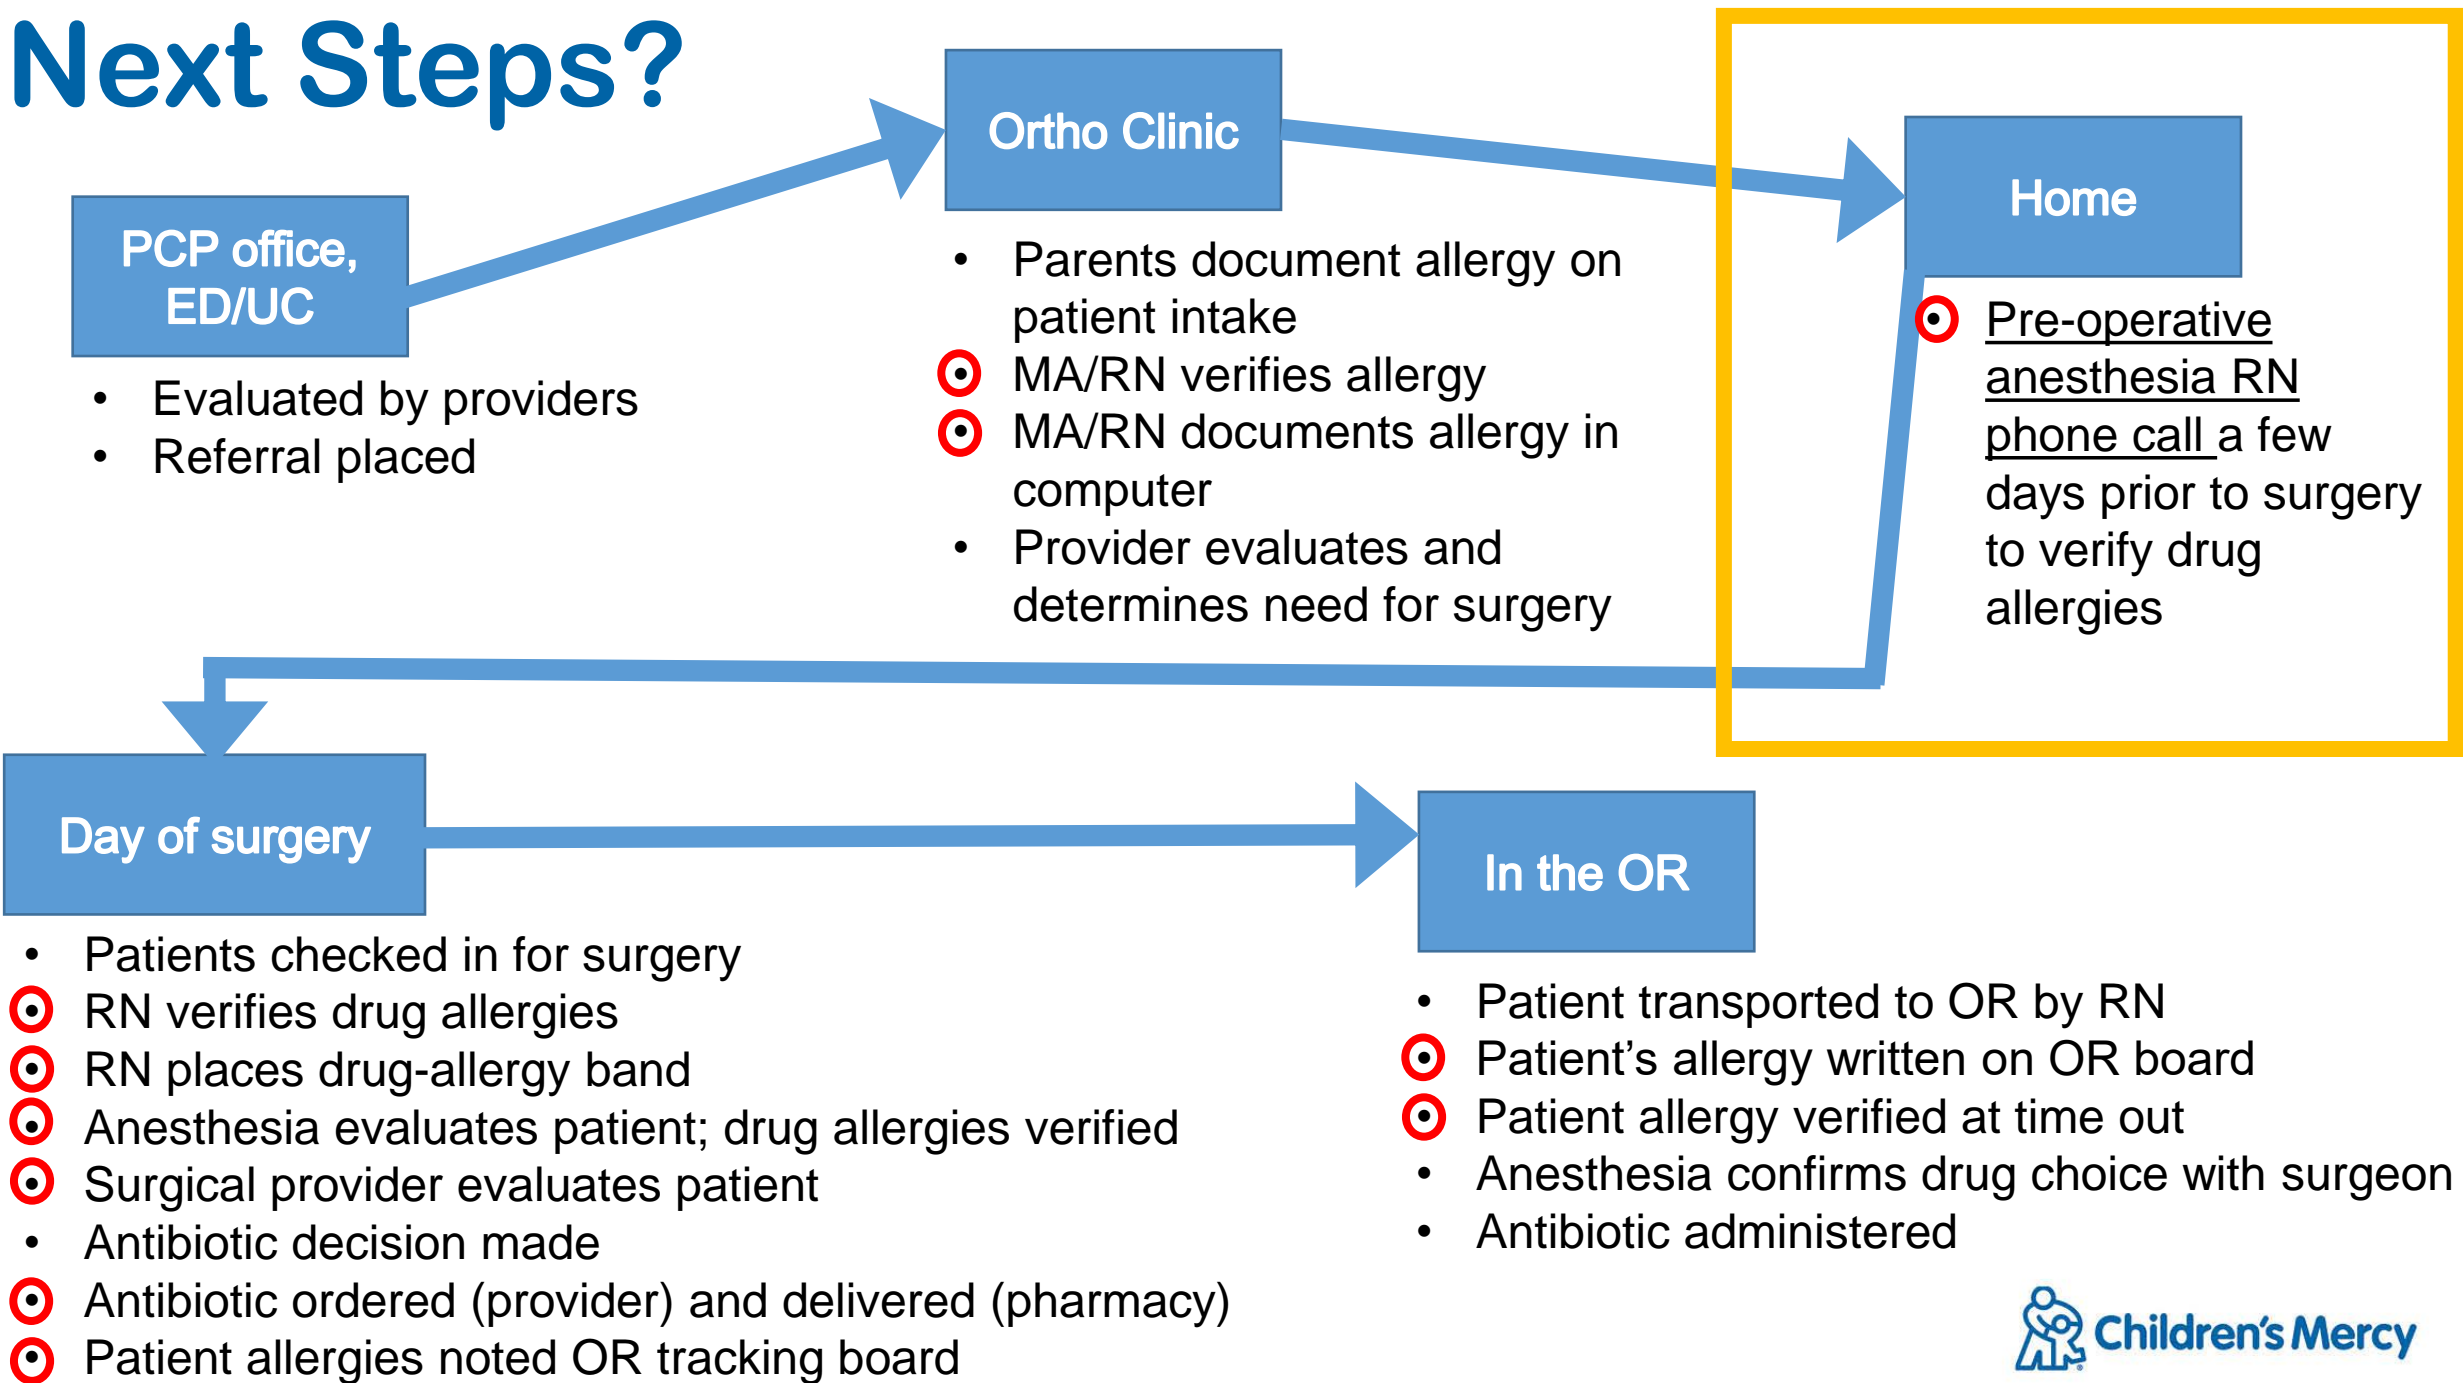 Next Steps?
PCP office,
ED/UC
• Evaluated by providers
• Referral placed
Ortho Clinic
• Parents document allergy on
patient intake
• MA/RN verifies allergy
• MA/RN documents allergy in
computer
• Provider evaluates and
determines need for surgery
Home
• Pre-operative
anesthesia RN
phone call a few
days prior to surgery
to verify drug
allergies
Day of surgery
• Patients checked in for surgery
• RN verifies drug allergies
• RN places drug-allergy band
• Anesthesia evaluates patient; drug allergies verified
• Surgical provider evaluates patient
• Antibiotic decision made
• Antibiotic ordered (provider) and delivered (pharmacy)
• Patient allergies noted OR tracking board
In the OR
• Patient transported to OR by RN
• Patient’s allergy written on OR board
• Patient allergy verified at time out
• Anesthesia confirms drug choice with surgeon
• Antibiotic administered
Children's Mercy